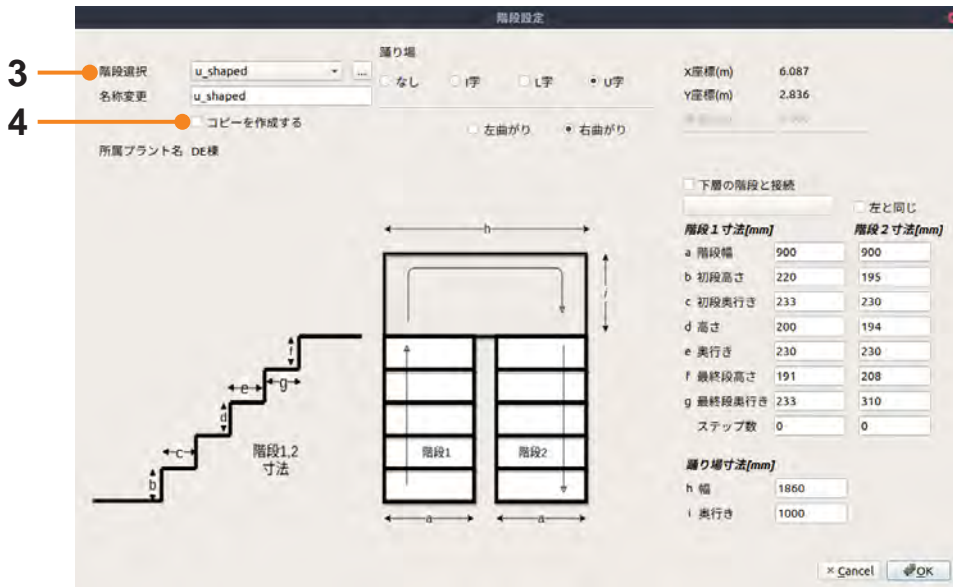 階段設定
3
階段選択
u_shaped
...
4
名称変更
u_shaped
コピーを作成する
所属プラント名 DE棟
踊り場
なし I字 L字 U字
左曲がり 右曲がり
X座標(m) 6.087
Y座標(m) 2.836
下層の階段と接続
左と同じ
階段1寸法[mm] 階段2寸法[mm]
a 階段幅 900 900
b 初段高さ 220 195
c 初段奥行き 233 230
d 高さ 200 194
e 奥行き 230 230
f 最終段高さ 191 208
g 最終段奥行き 233 310
ステップ数 0 0
踊り場寸法[mm]
h 幅 1860
i 奥行き 1000
h
i
f
g
e
d
c
b
階段1,2
寸法
階段1 階段2
a a
× Cancel OK